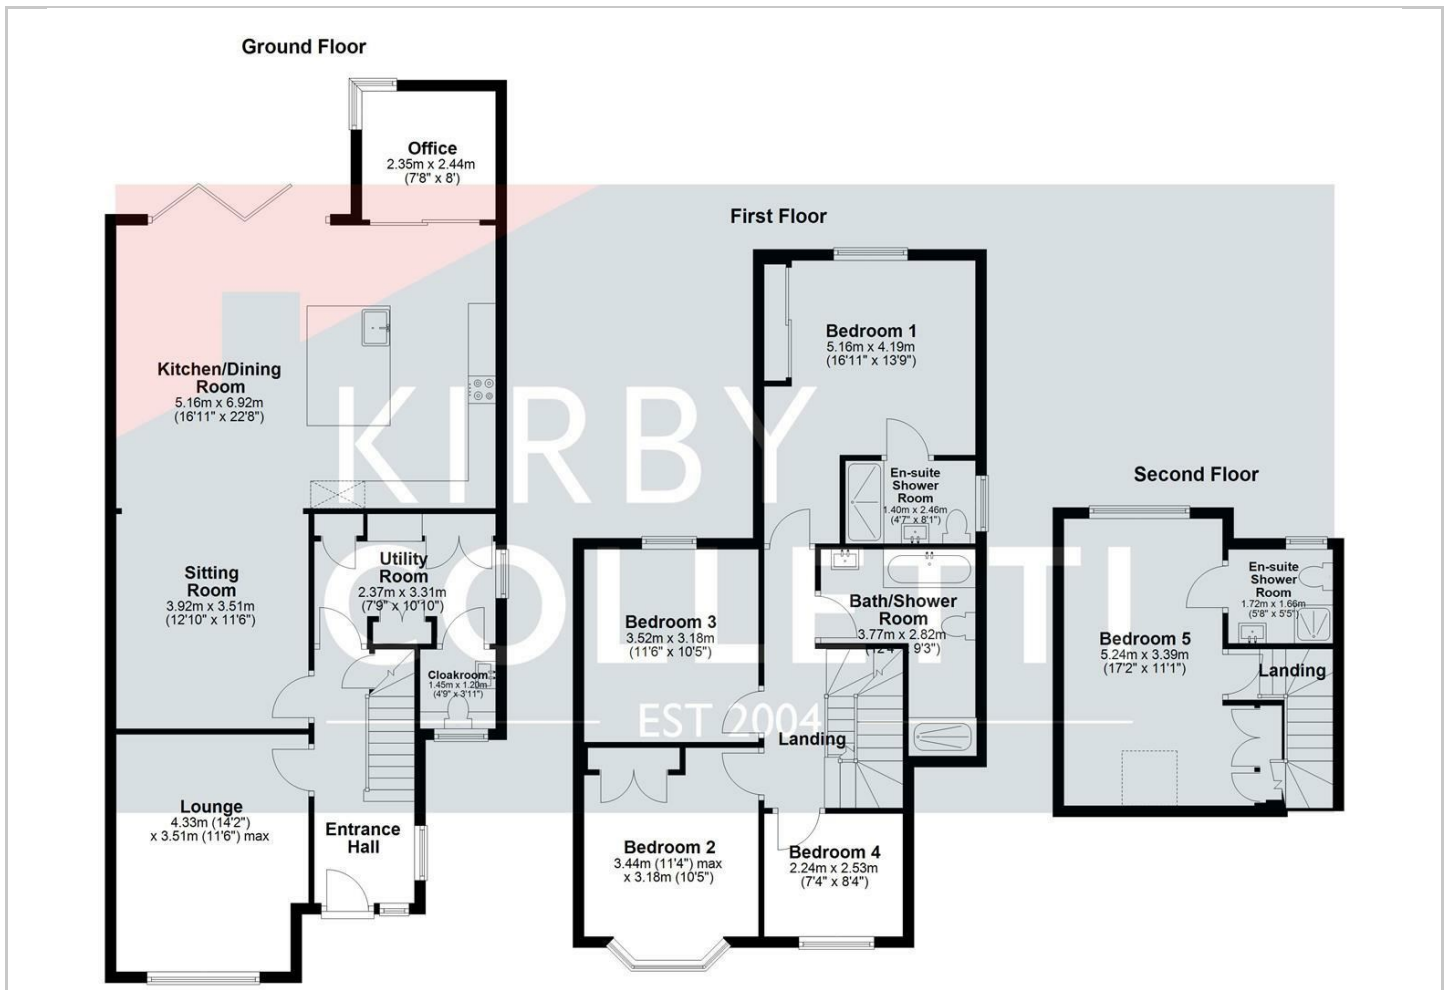 Ground Floor
Office
2.35m x 2.44m
(7'8" x 8')
Kitchen/Dining
Room
5.16m x 6.92m
(16'11" x 22'8")
Sitting
Room
3.92m x 3.51m
(12'10" x 11'6")
Utility
Room
2.37m x 3.31m
(7'9" x 10'10")
Cloakroom
1.45m x 1.20m
(4'9" x 3'11")
Lounge
4.33m (14'2")
x 3.51m (11'6") max
Entrance
Hall
First Floor
Bedroom 1
5.16m x 4.19m
(16'11" x 13'9")
En-suite
Shower
Room
1.40m x 2.46m
(4'7" x 8'1")
Bath/Shower
Room
3.77m x 2.82m
(12'4" x 9'3")
Bedroom 3
3.52m x 3.18m
(11'6" x 10'5")
Landing
Bedroom 2
3.44m (11'4") max
x 3.18m (10'5")
Bedroom 4
2.24m x 2.53m
(7'4" x 8'4")
Second Floor
En-suite
Shower
Room
1.72m x 1.66m
(5'8" x 5'5")
Bedroom 5
5.24m x 3.39m
(17'2" x 11'1")
Landing
KIRBY
COLLETTI
EST 2004